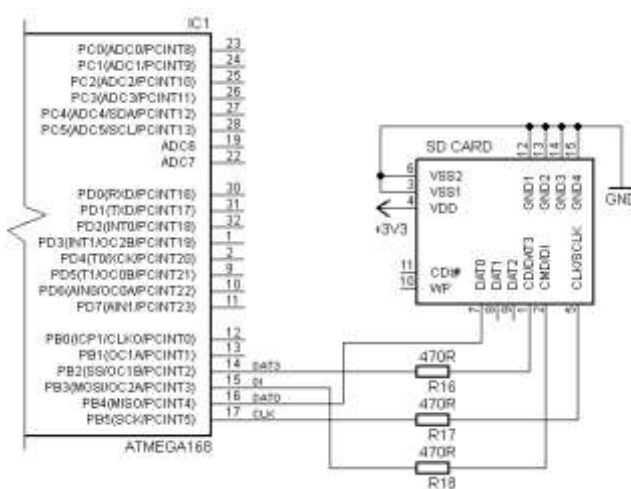 IC1
PC0(ADC0/PCINT8) 23
PC1(ADC1/PCINT9) 24
PC2(ADC2/PCINT10) 25
PC3(ADC3/PCINT11) 26
PC4(ADC4/SDA/PCINT12) 27
PC5(ADC5/SCL/PCINT13) 28
ADC6 19
ADC7 22
PD0(RXD/PCINT16) 30
PD1(TXD/PCINT17) 31
PD2(INT0/PCINT18) 32
PD3(INT1/OC2B/PCINT19) 1
PD4(T0/XCK/PCINT20) 2
PD5(T1/OC0B/PCINT21) 9
PD6(AIN0/OC0A/PCINT22) 10
PD7(AIN1/PCINT23) 11
PB0(ICP1/CLKO/PCINT0) 12
PB1(OC1A/PCINT1) 13
PB2(SS/OC1B/PCINT2) 14 DAT3
PB3(MOSI/OC2A/PCINT3) 15 DI
PB4(MISO/PCINT4) 16 DAT0
PB5(SCK/PCINT5) 17 CLK
ATMEGA168
SD CARD
12 13 14 15
GND1 GND2 GND3 GND4
GND
6 VSS2
3 VSS1
4 VDD
+3V3
11 CD#
10 WP
DAT0 DAT1 DAT2 CD/DAT3 CMD/DI CLK/SCLK
7 8 9 1 2 5
470R
R16
470R
R17
470R
R18